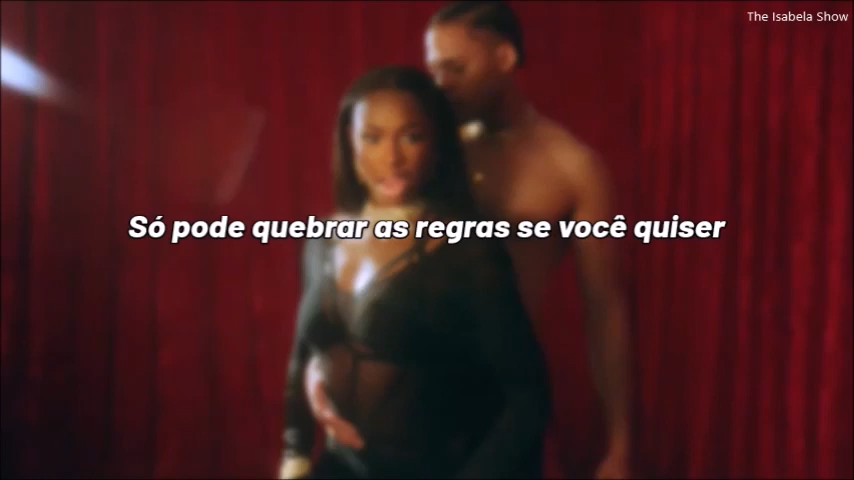 The Isabela Show
Só pode quebrar as regras se você quiser